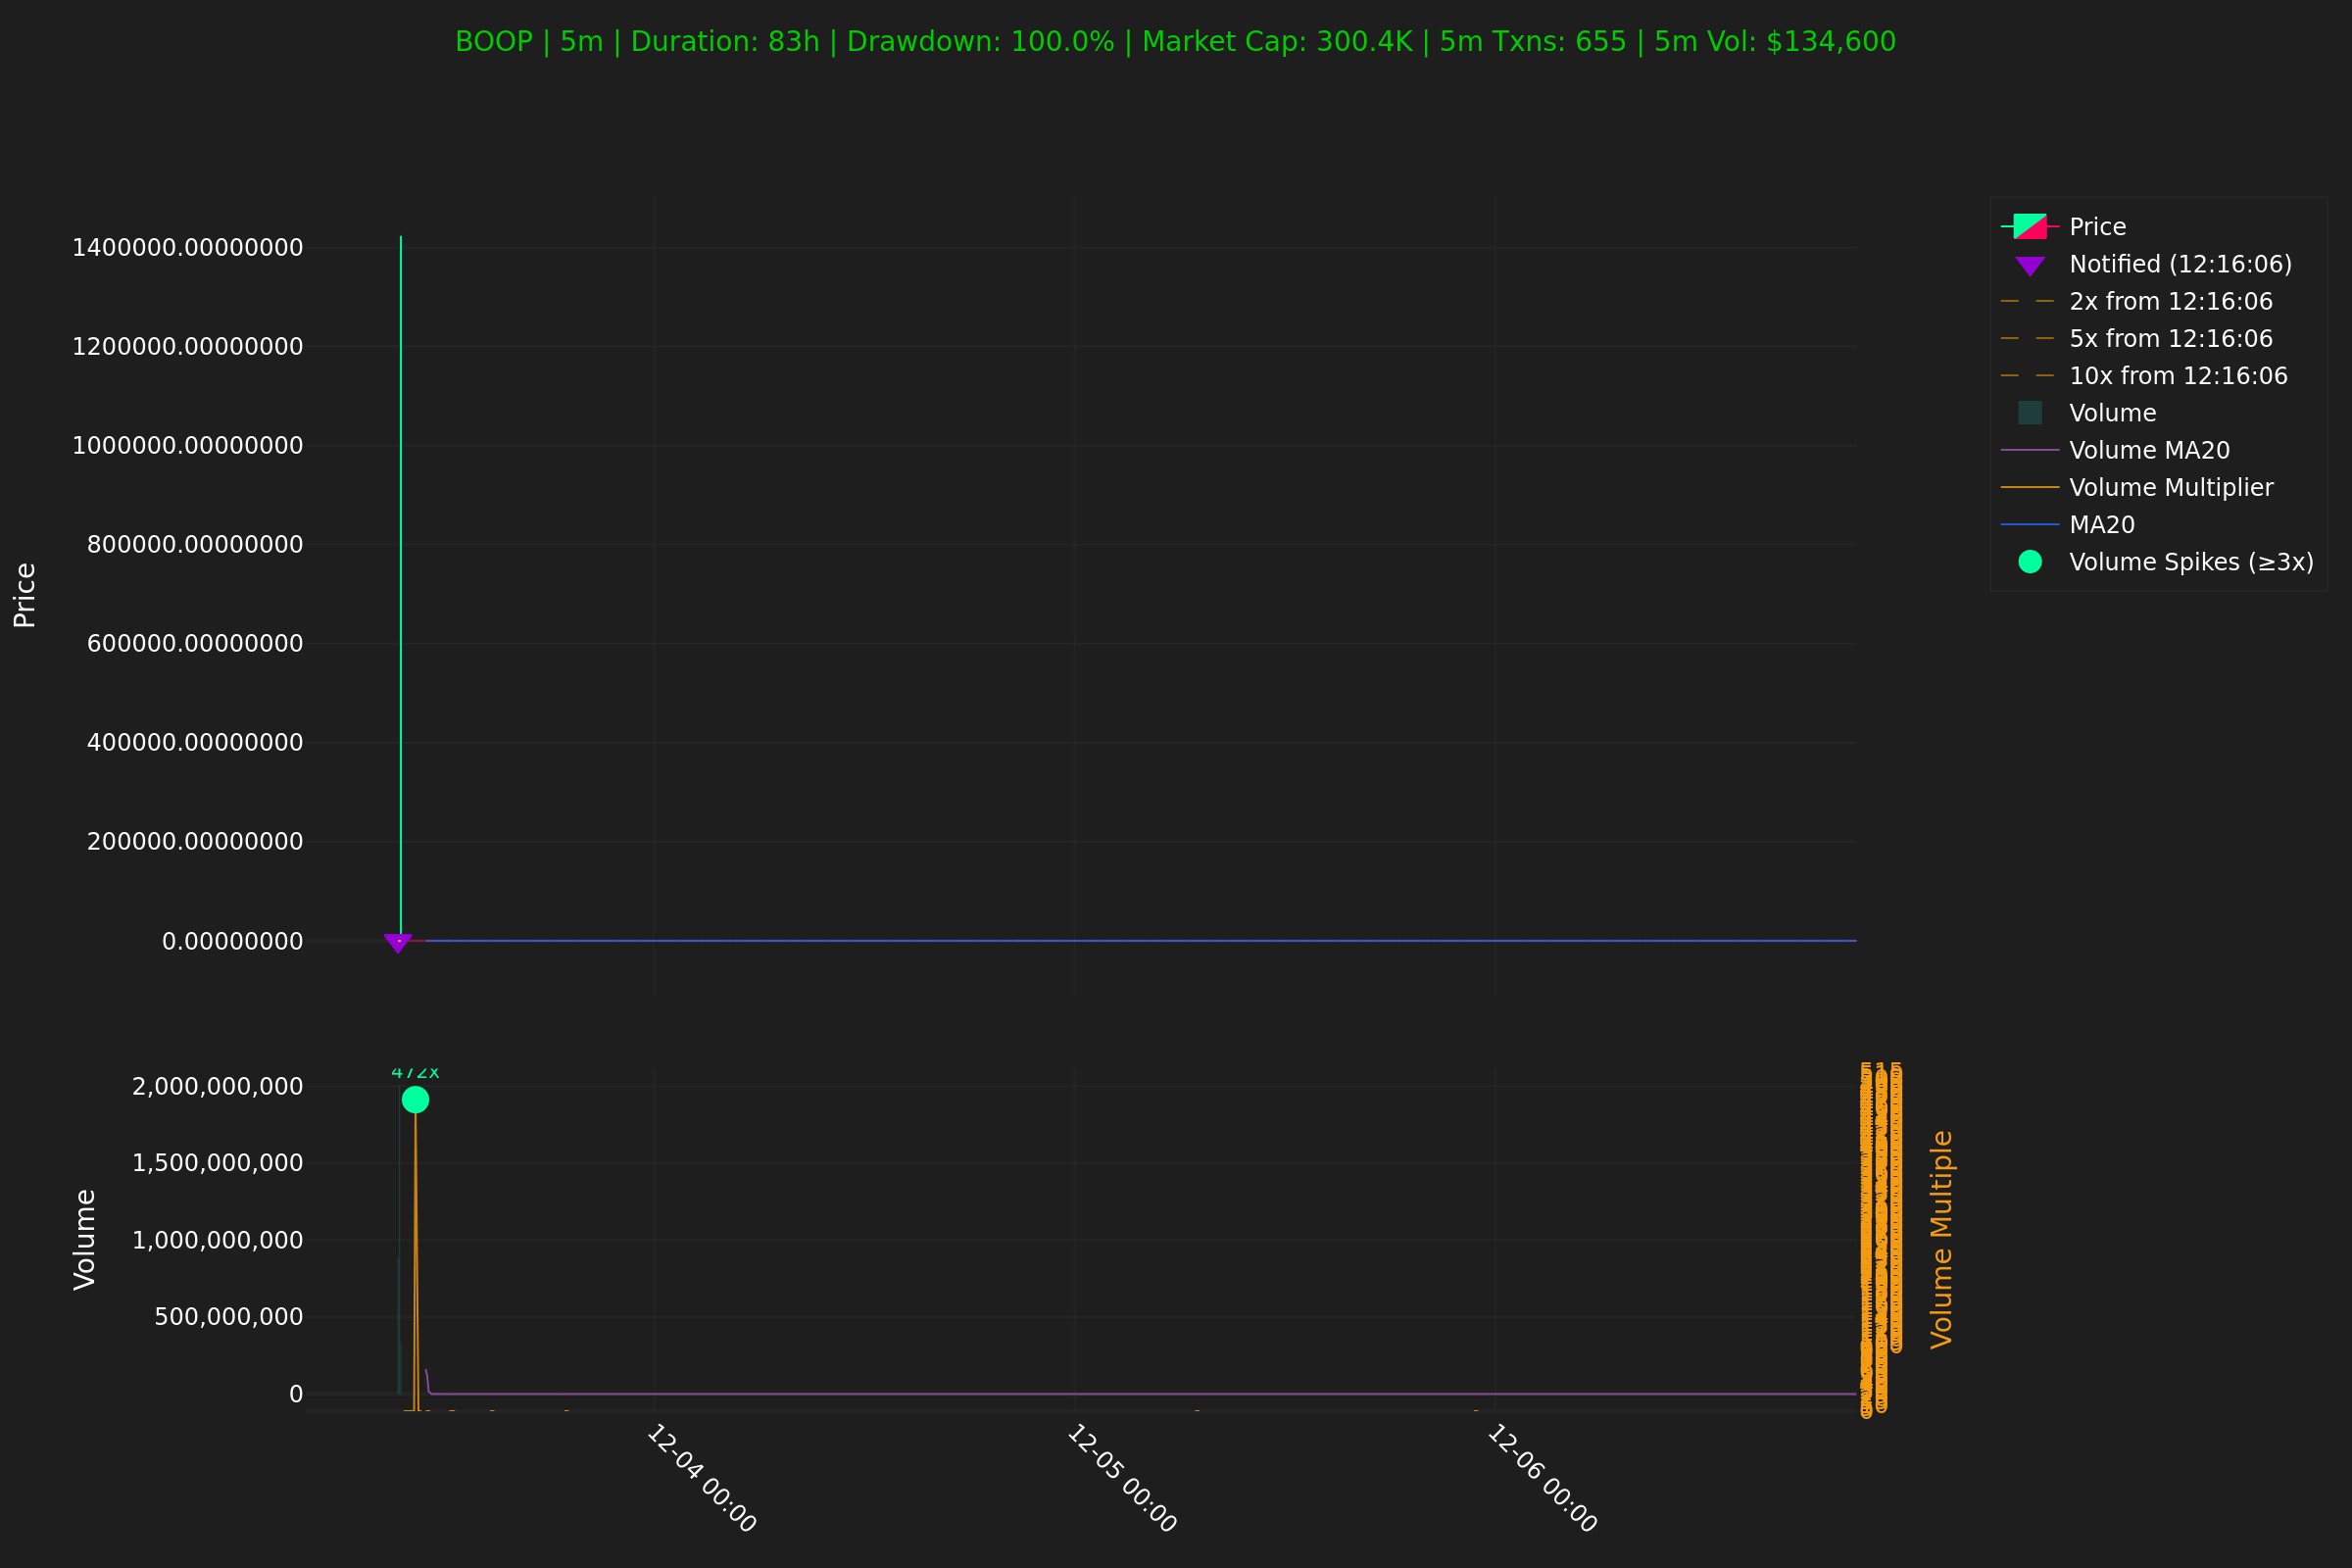 BOOP | 5m | Duration: 83h | Drawdown: 100.0% | Market Cap: 300.4K | 5m Txns: 655 | 5m Vol: $134,600
Price
1400000.00000000
1200000.00000000
1000000.00000000
800000.00000000
600000.00000000
400000.00000000
200000.00000000
0.00000000
Price
Notified (12:16:06)
2x from 12:16:06
5x from 12:16:06
10x from 12:16:06
Volume
Volume MA20
Volume Multiplier
MA20
Volume Spikes (≥3x)
472x
Volume
2,000,000,000
1,500,000,000
1,000,000,000
500,000,000
0
Volume Multiple
12-04 00:00
12-05 00:00
12-06 00:00